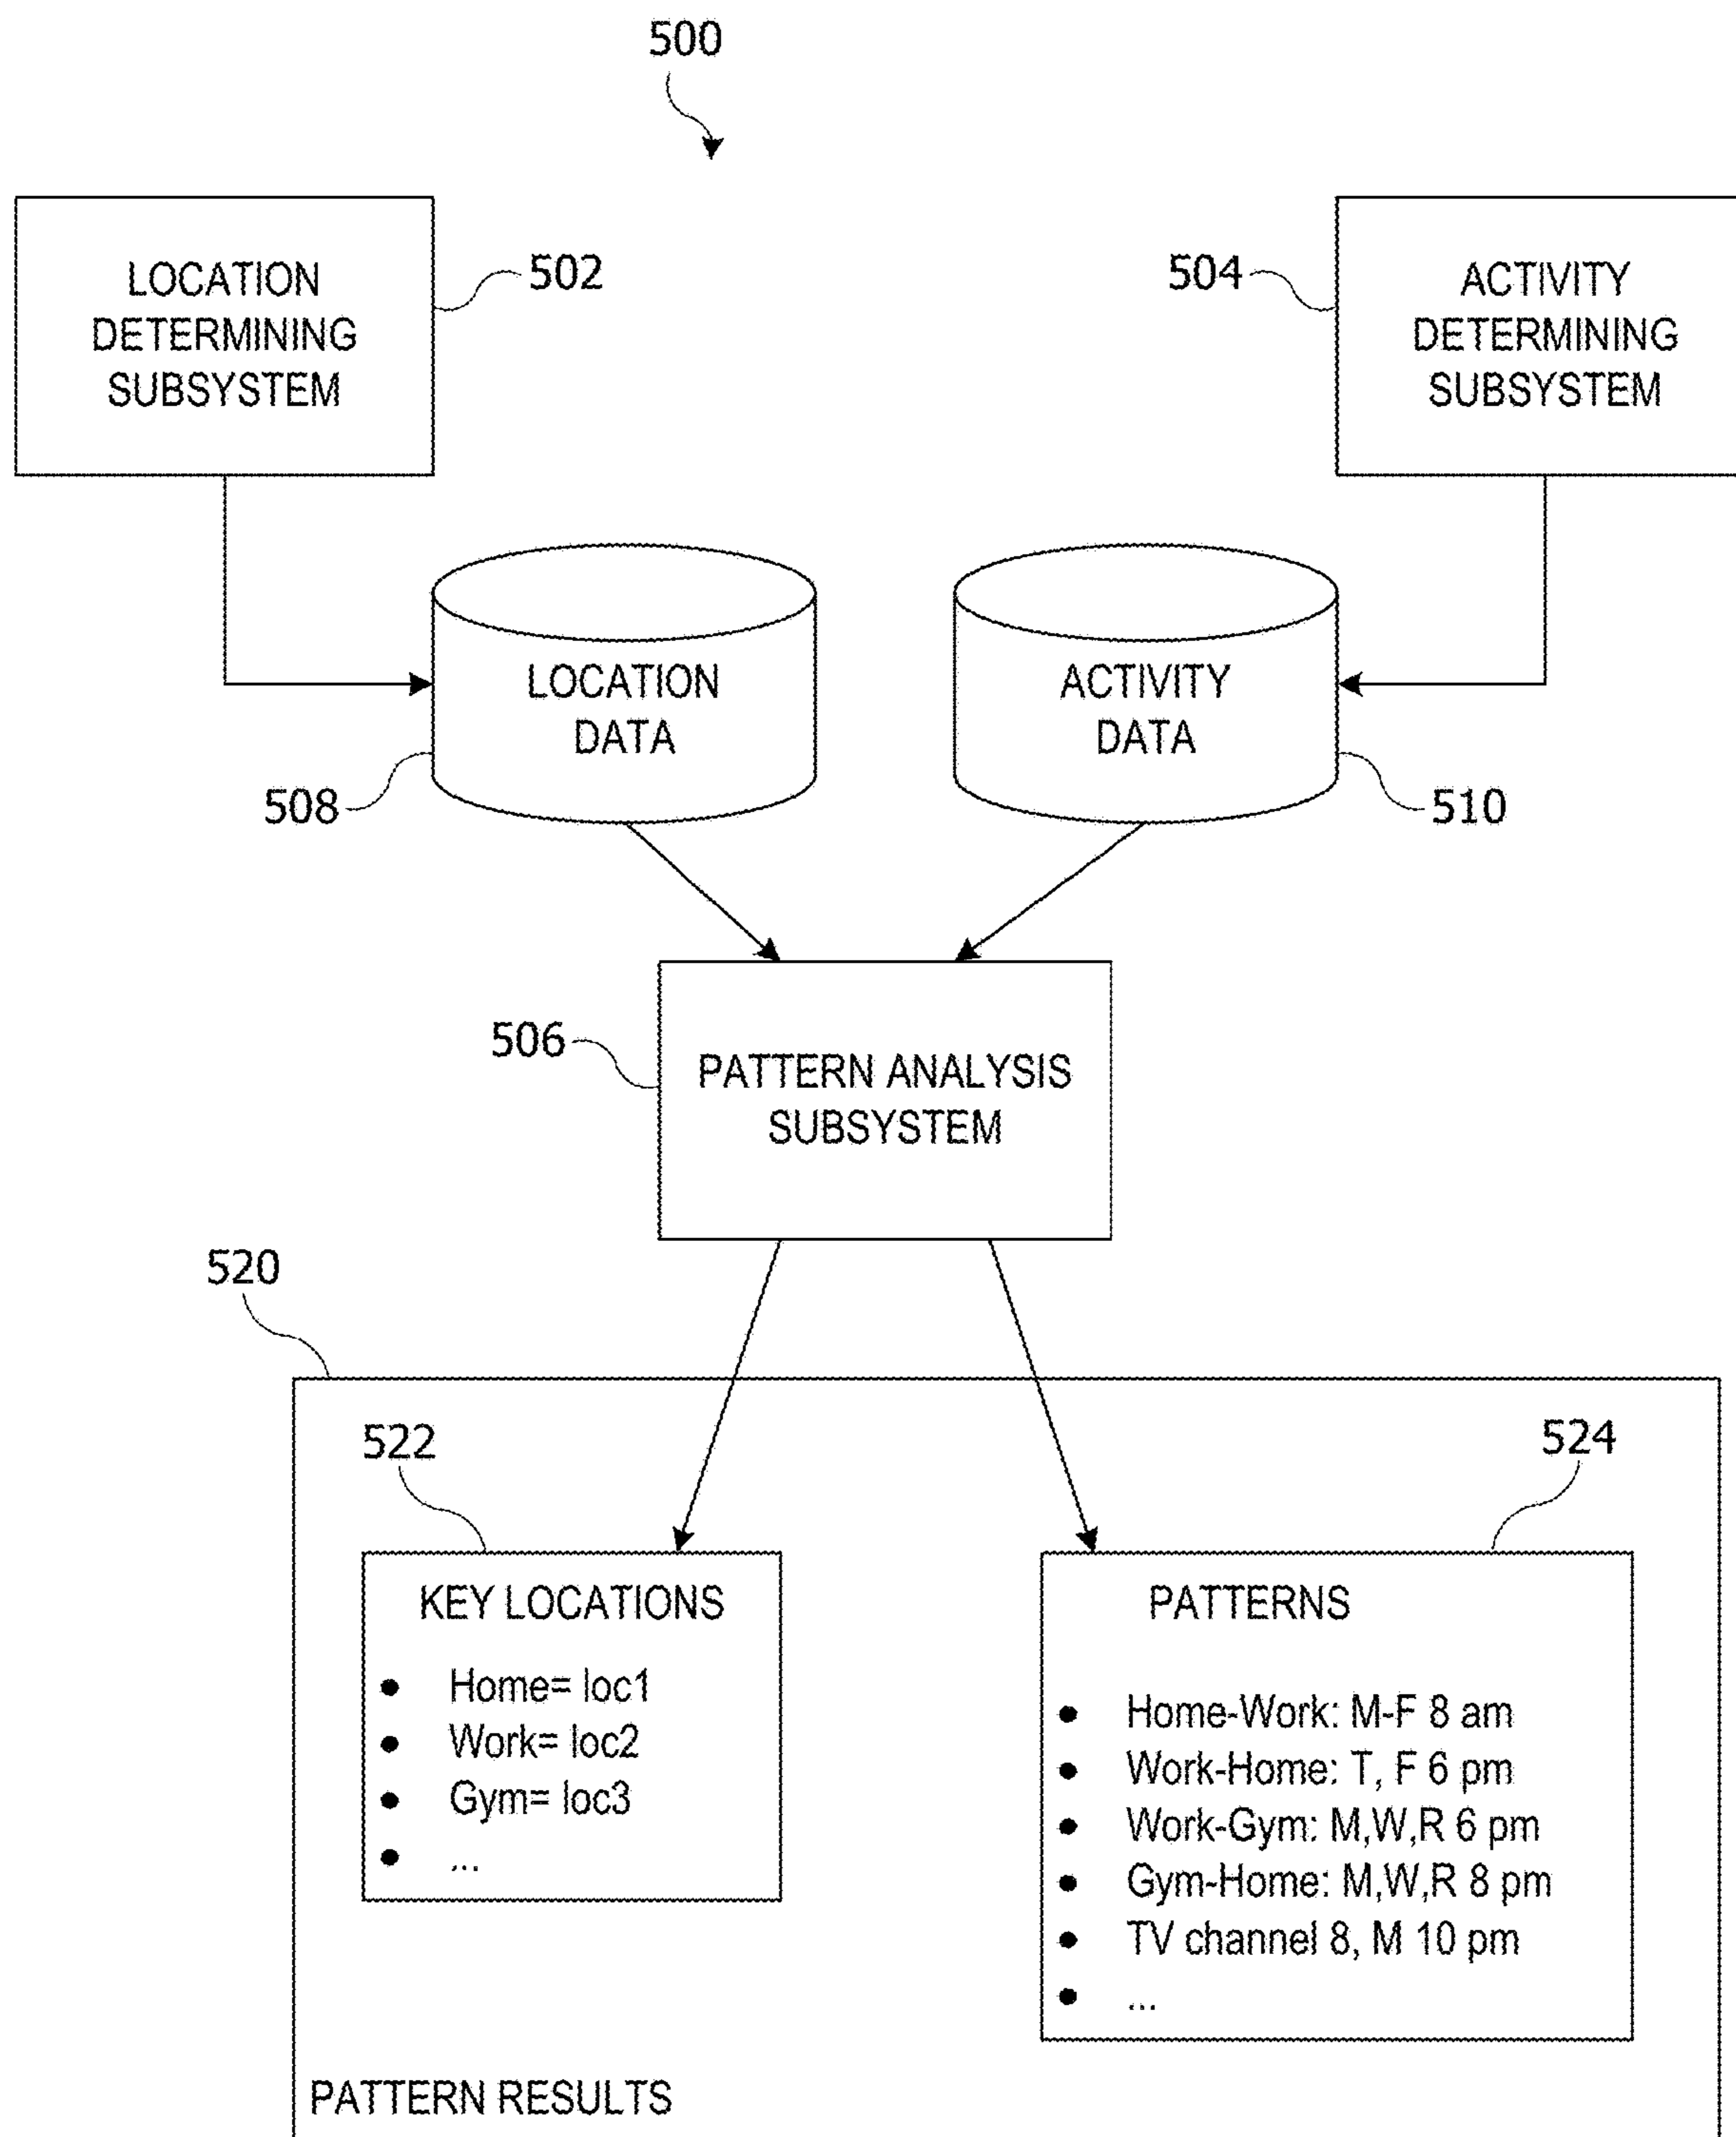 500
LOCATION
DETERMINING
SUBSYSTEM
502
504
ACTIVITY
DETERMINING
SUBSYSTEM
LOCATION
DATA
508
ACTIVITY
DATA
510
506
PATTERN ANALYSIS
SUBSYSTEM
520
522
KEY LOCATIONS
• Home= loc1
• Work= loc2
• Gym= loc3
• ...
524
PATTERNS
• Home-Work: M-F 8 am
• Work-Home: T, F 6 pm
• Work-Gym: M,W,R 6 pm
• Gym-Home: M,W,R 8 pm
• TV channel 8, M 10 pm
• ...
PATTERN RESULTS